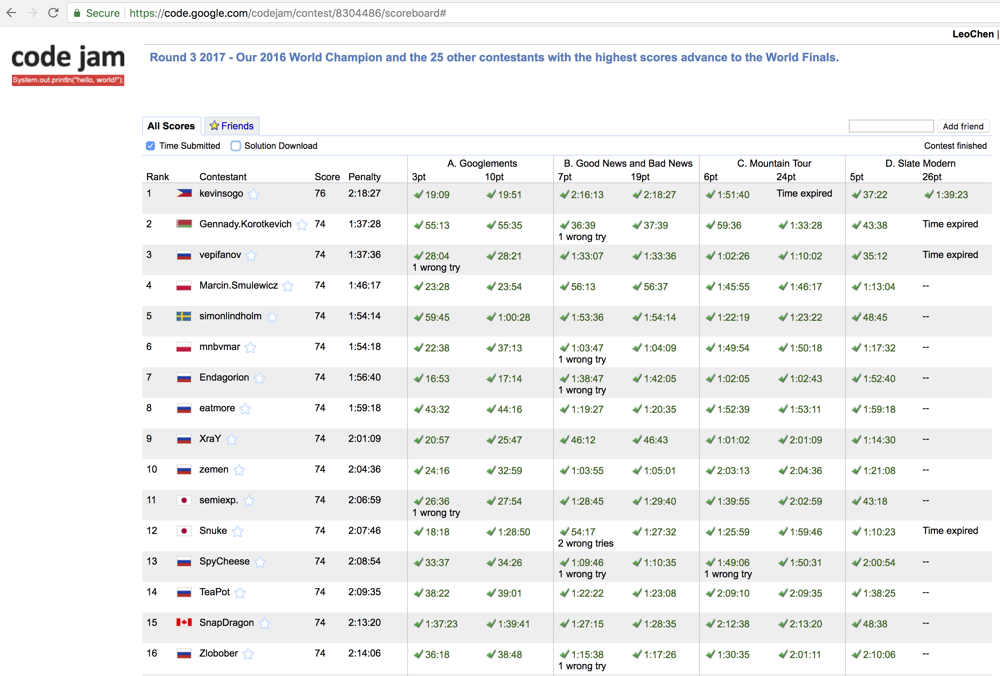 Secure https://code.google.com/codejam/contest/8304486/scoreboard#
LeoChen |
code jam
System.out.println("hello, world!");
Round 3 2017 - Our 2016 World Champion and the 25 other contestants with the highest scores advance to the World Finals.
All Scores Friends Add friend
Time Submitted Solution Download Contest finished
A. Googlements B. Good News and Bad News C. Mountain Tour D. Slate Modern
Rank Contestant Score Penalty 3pt 10pt 7pt 19pt 6pt 24pt 5pt 26pt
1 kevinsogo 76 2:18:27 19:09 19:51 2:16:13 2:18:27 1:51:40 Time expired 37:22 1:39:23
2 Gennady.Korotkevich 74 1:37:28 55:13 55:35 36:39 37:39 59:36 1:33:28 43:38 Time expired
1 wrong try
3 vepifanov 74 1:37:36 28:04 28:21 1:33:07 1:33:36 1:02:26 1:10:02 35:12 Time expired
1 wrong try
4 Marcin.Smulewicz 74 1:46:17 23:28 23:54 56:13 56:37 1:45:55 1:46:17 1:13:04 --
5 simonlindholm 74 1:54:14 59:45 1:00:28 1:53:36 1:54:14 1:22:19 1:23:22 48:45 --
6 mnbvmar 74 1:54:18 22:38 37:13 1:03:47 1:04:09 1:49:54 1:50:18 1:17:32 --
1 wrong try
7 Endagorion 74 1:56:40 16:53 17:14 1:38:47 1:42:05 1:02:05 1:02:43 1:52:40 --
1 wrong try
8 eatmore 74 1:59:18 43:32 44:16 1:19:27 1:20:35 1:52:39 1:53:11 1:59:18 --
9 XraY 74 2:01:09 20:57 25:47 46:12 46:43 1:01:02 2:01:09 1:14:30 --
10 zemen 74 2:04:36 24:16 32:59 1:03:55 1:05:01 2:03:13 2:04:36 1:21:08 --
11 semiexp. 74 2:06:59 26:36 27:54 1:28:45 1:29:40 1:39:55 2:02:59 43:18 --
1 wrong try
12 Snuke 74 2:07:46 18:18 1:28:50 54:17 1:27:32 1:25:59 1:59:46 1:10:23 Time expired
2 wrong tries
13 SpyCheese 74 2:08:54 33:37 34:26 1:09:46 1:10:35 1:49:06 1:50:31 2:00:54 --
1 wrong try 1 wrong try
14 TeaPot 74 2:09:35 38:22 39:01 1:22:22 1:23:08 2:09:10 2:09:35 1:38:25 --
15 SnapDragon 74 2:13:20 1:37:23 1:39:41 1:27:15 1:28:35 2:12:38 2:13:20 48:38 --
16 Zlobober 74 2:14:06 36:18 38:48 1:15:38 1:17:26 1:30:35 2:01:11 2:10:06 --
1 wrong try